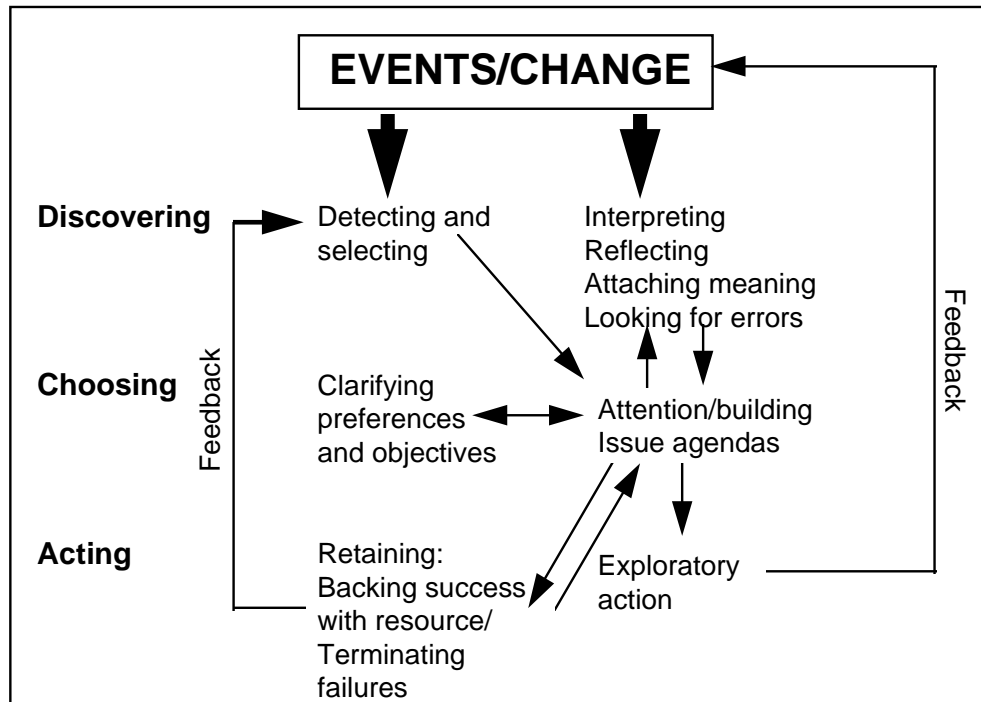 EVENTS/CHANGE
Discovering
Detecting and
selecting
Interpreting
Reflecting
Attaching meaning
Looking for errors
Feedback
Feedback
Choosing
Clarifying
preferences
and objectives
Attention/building
Issue agendas
Acting
Retaining:
Backing success
with resource/
Terminating
failures
Exploratory
action